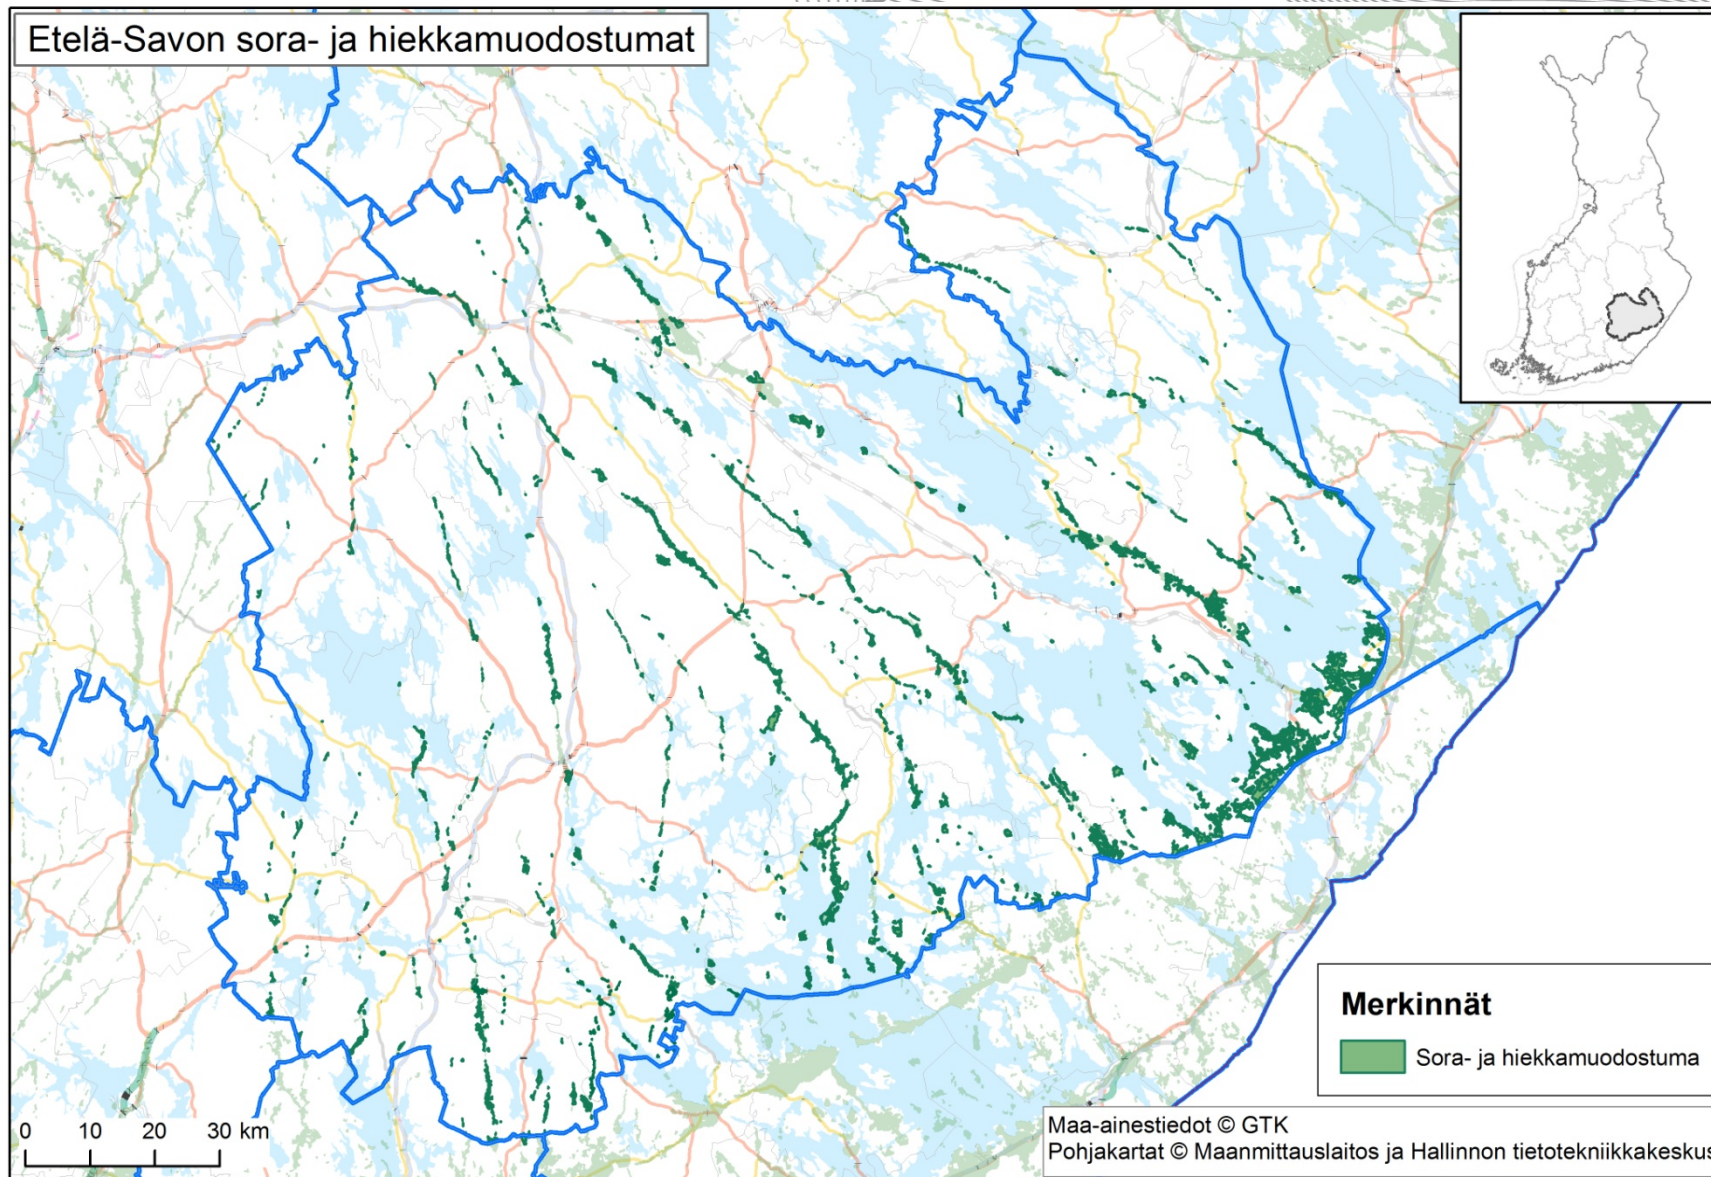 Etelä-Savon sora- ja hiekkamuodostumat
Merkinnät
Sora- ja hiekkamuodostuma
0 10 20 30 km
Maa-ainestiedot © GTK
Pohjakartat © Maanmittauslaitos ja Hallinnon tietotekniikkakeskus